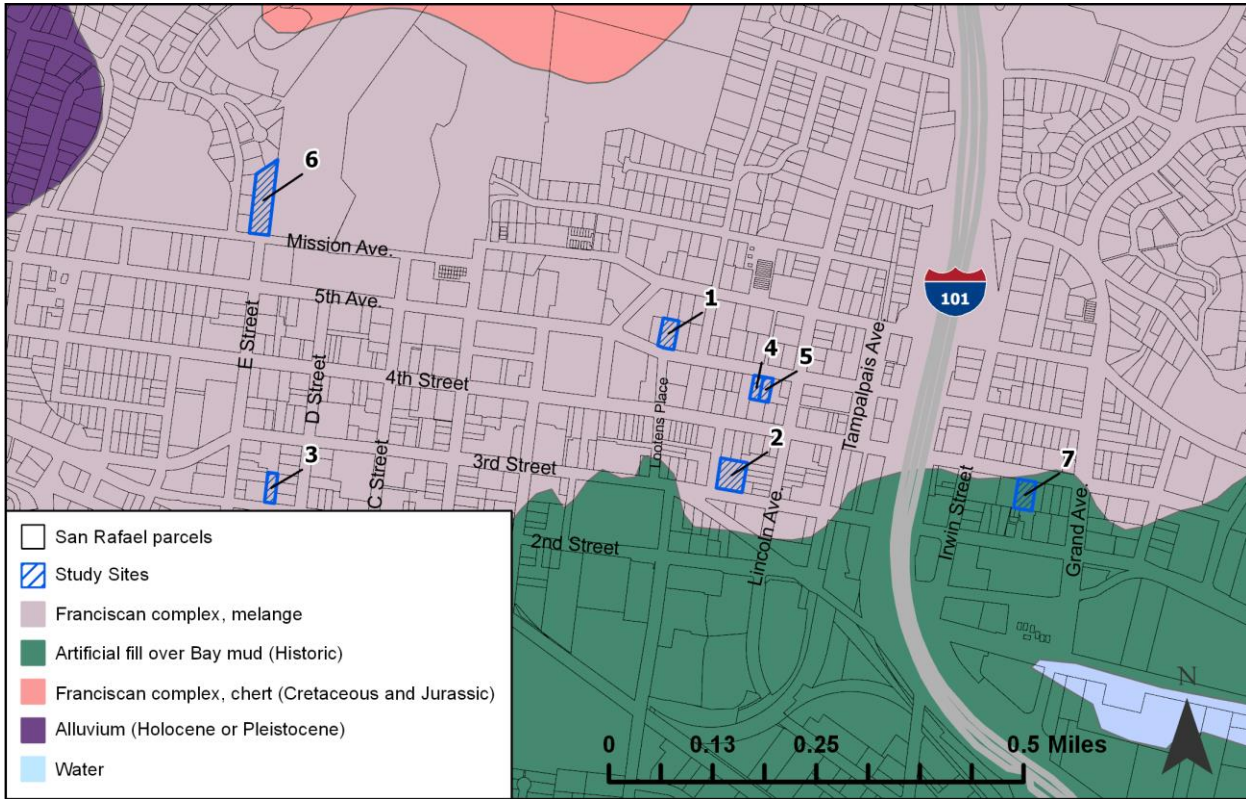 6
Mission Ave.
5th Ave.
101
1
E Street
4
5
Tampalpais Ave.
D Street
4th Street
Lootens Place
2
3
C Street
3rd Street
7
Lincoln Ave.
Irwin Street
Grand Ave.
2nd Street
San Rafael parcels
Study Sites
Franciscan complex, melange
Artificial fill over Bay mud (Historic)
Franciscan complex, chert (Cretaceous and Jurassic)
Alluvium (Holocene or Pleistocene)
Water
N
0 0.13 0.25 0.5 Miles